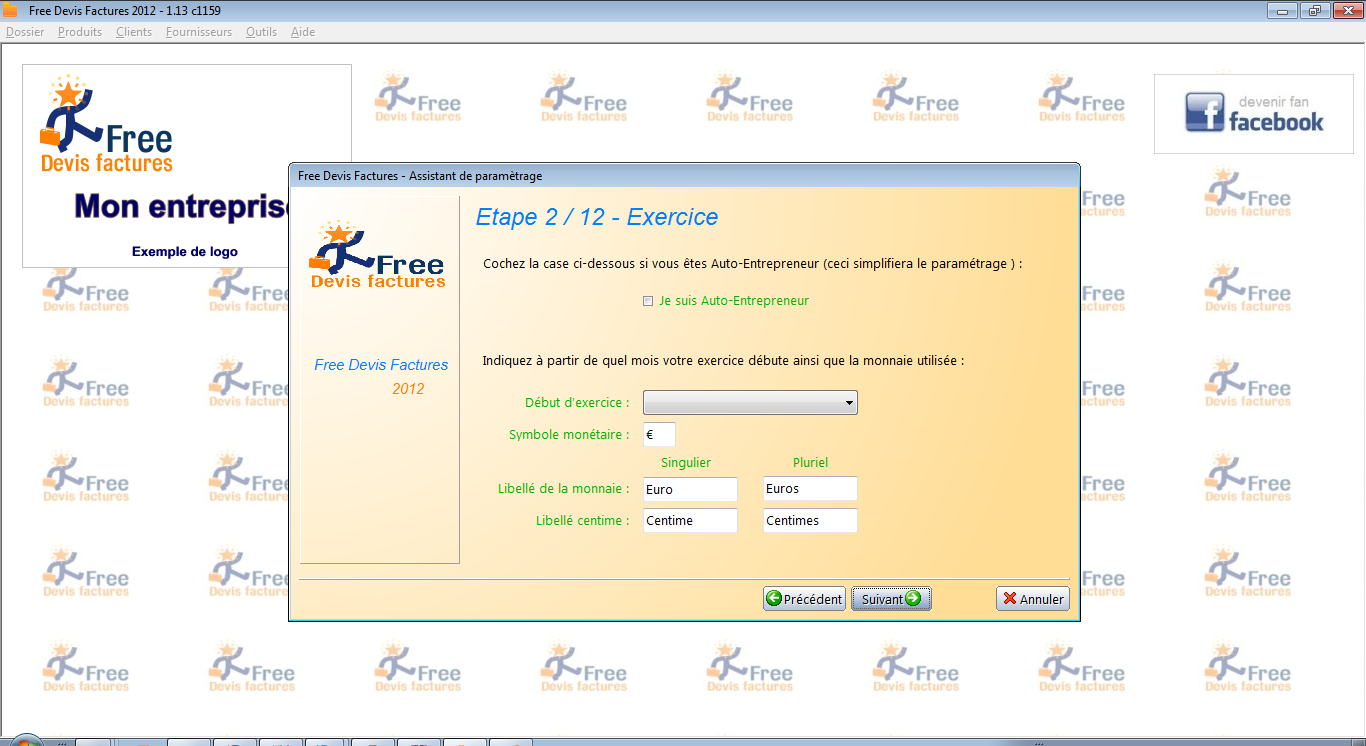 Free Devis Factures 2012 - 1.13 c1159
Dossier Produits Clients Fournisseurs Outils Aide
Free
Devis factures
Mon entreprise
Exemple de logo
devenir fan
facebook
Free Devis Factures - Assistant de paramètrage
Free
Devis factures
Free Devis Factures
2012
Etape 2 / 12 - Exercice
Cochez la case ci-dessous si vous êtes Auto-Entrepreneur (ceci simplifiera le paramétrage ) :
Je suis Auto-Entrepreneur
Indiquez à partir de quel mois votre exercice débute ainsi que la monnaie utilisée :
Début d'exercice :
Symbole monétaire : €
Singulier Pluriel
Libellé de la monnaie : Euro Euros
Libellé centime : Centime Centimes
Précédent Suivant Annuler